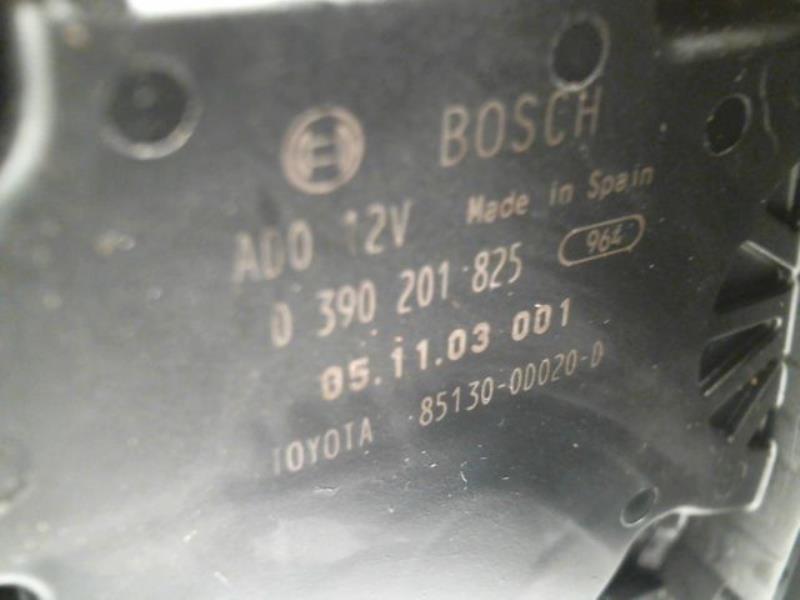 BOSCH
Made in Spain
ADO 12V
0 390 201 825 964
05.11.03 001
TOYOTA 85130-0D020-D